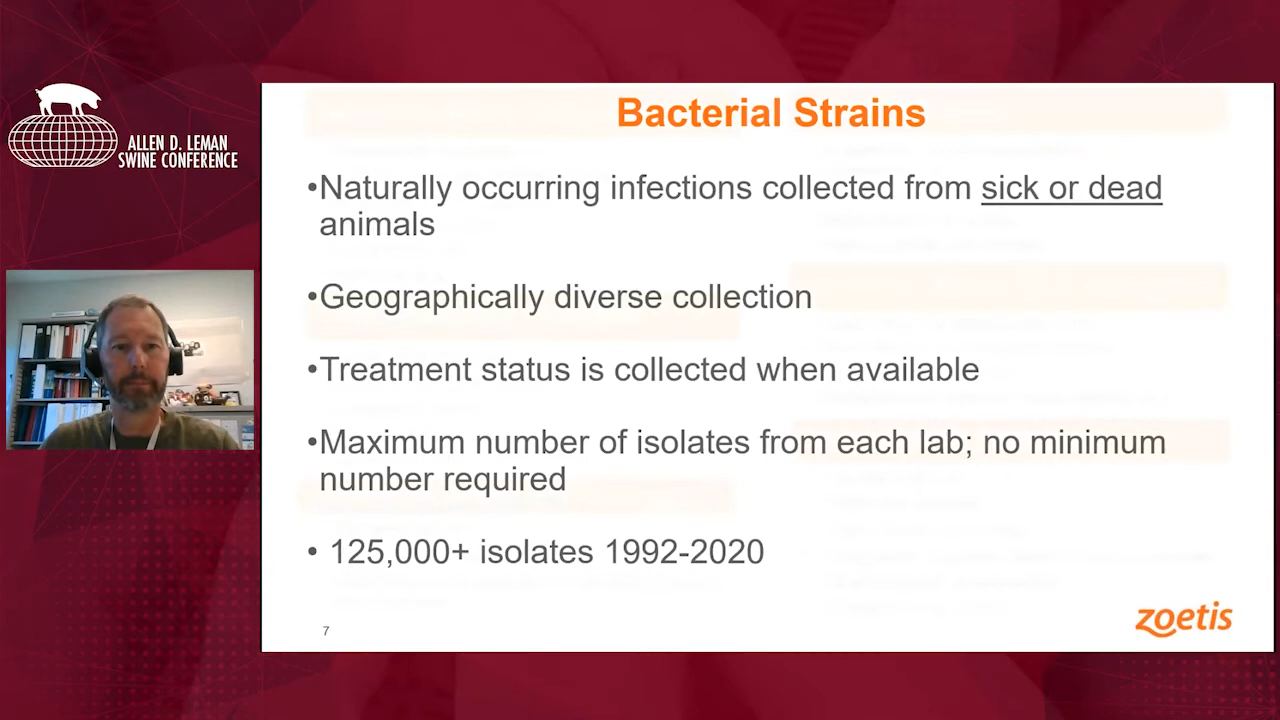 ALLEN D. LEMAN
SWINE CONFERENCE
Bacterial Strains
•Naturally occurring infections collected from sick or dead
animals
•Geographically diverse collection
•Treatment status is collected when available
•Maximum number of isolates from each lab; no minimum
number required
• 125,000+ isolates 1992-2020
7
zoetis